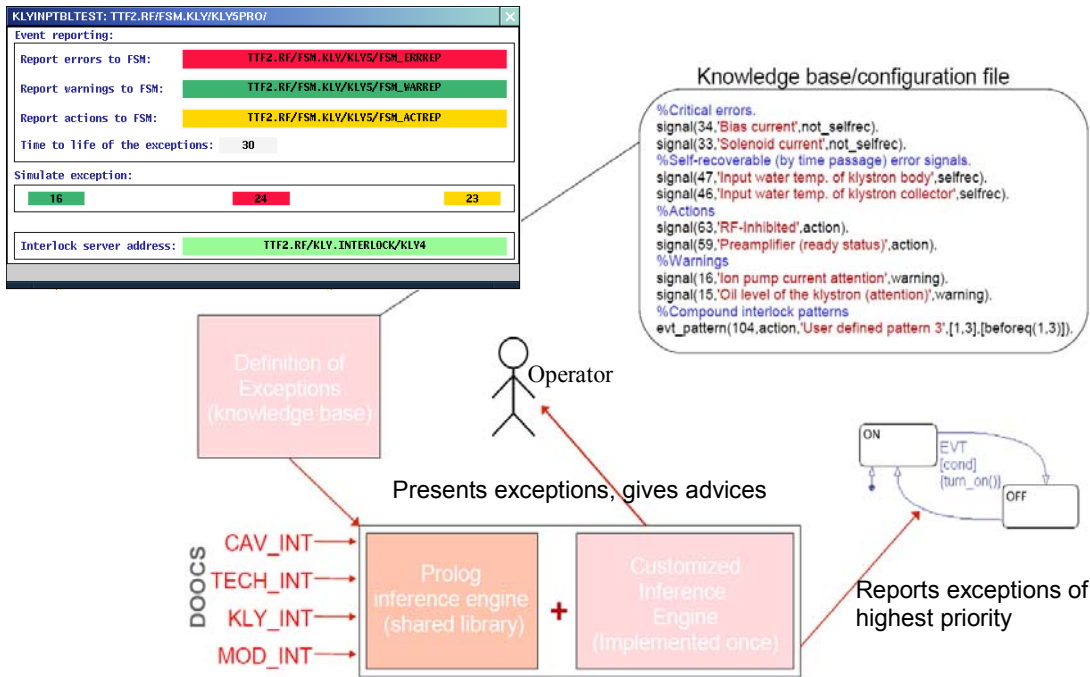 KLYINPTBLTEST: TTF2.RF/FSM.KLY/KLY5PRO/
Event reporting:
Report errors to FSM: TTF2.RF/FSM.KLY/KLY5/FSM_ERRREP
Report warnings to FSM: TTF2.RF/FSM.KLY/KLY5/FSM_WARREP
Report actions to FSM: TTF2.RF/FSM.KLY/KLY5/FSM_ACTREP
Time to life of the exceptions: 30
Simulate exception:
16 24 23
Interlock server address: TTF2.RF/KLY.INTERLOCK/KLY4
Knowledge base/configuration file
%Critical errors.
signal(34,'Bias current',not_selfrec).
signal(33,'Solenoid current',not_selfrec).
%Self-recoverable (by time passage) error signals.
signal(47,'Input water temp. of klystron body',selfrec).
signal(46,'Input water temp. of klystron collector',selfrec).
%Actions
signal(63,'RF-Inhibited',action).
signal(59,'Preamplifier (ready status)',action).
%Warnings
signal(16,'Ion pump current attention',warning).
signal(15,'Oil level of the klystron (attention)',warning).
%Compound interlock patterns
evt_pattern(104,action,'User defined pattern 3',[1,3],[beforeq(1,3)]).
Definition of
Exceptions
(knowledge base)
Operator
Presents exceptions, gives advices
ON
EVT
[cond]
{turn_on()}
OFF
Reports exceptions of
highest priority
DOOCS
CAV_INT
TECH_INT
KLY_INT
MOD_INT
Prolog
inference engine
(shared library)
+
Customized
Inference
Engine
(Implemented once)